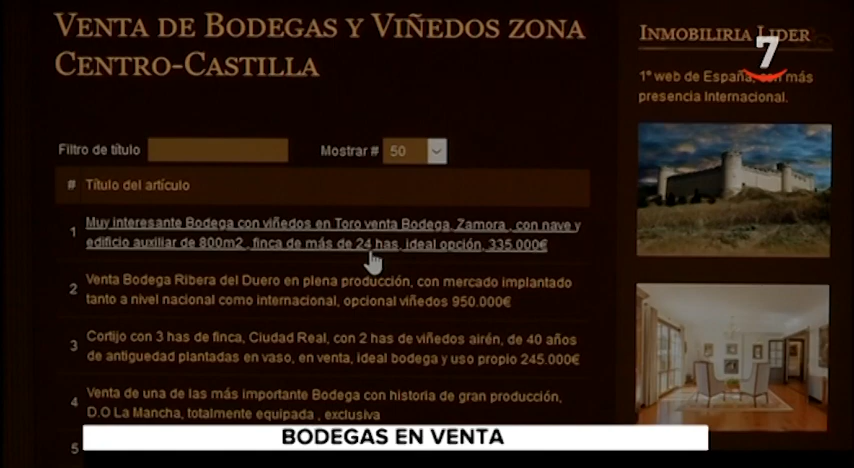 VENTA DE BODEGAS Y VIÑEDOS ZONA
CENTRO-CASTILLA
Filtro de título
Mostrar # 50
# Título del artículo
1 Muy interesante Bodega con viñedos en Toro venta Bodega, Zamora , con nave y
edificio auxiliar de 800m2 , finca de más de 24 has, ideal opción, 335.000€
2 Venta Bodega Ribera del Duero en plena producción, con mercado implantado
tanto a nivel nacional como internacional, opcional viñedos 950.000€
3 Cortijo con 3 has de finca, Ciudad Real, con 2 has de viñedos airén, de 40 años
de antiguedad plantadas en vaso, en venta, ideal bodega y uso propio 245.000€
4 Venta de una de las más importante Bodega con historia de gran producción,
D.O La Mancha, totalmente equipada , exclusiva
5
INMOBILIRIA LIDER
7
1º web de España, con más
presencia Internacional.
BODEGAS EN VENTA